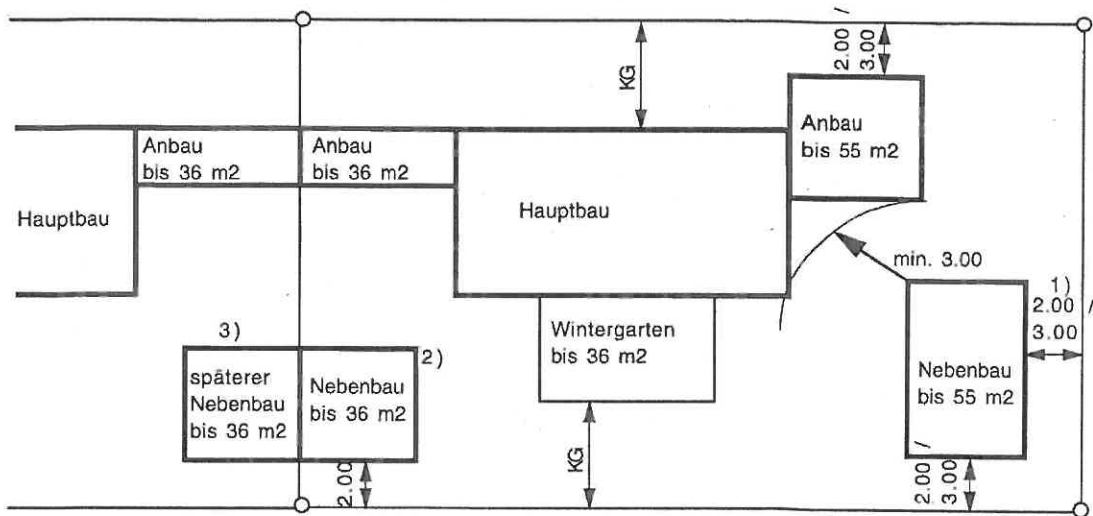 2.00 /
3.00
KG
Anbau
bis 36 m2
Anbau
bis 36 m2
Anbau
bis 55 m2
Hauptbau
Hauptbau
min. 3.00
1)
2.00 /
3.00
3)
2)
Wintergarten
bis 36 m2
späterer
Nebenbau
bis 36 m2
Nebenbau
bis 36 m2
Nebenbau
bis 55 m2
2.00
KG
2.00 /
3.00